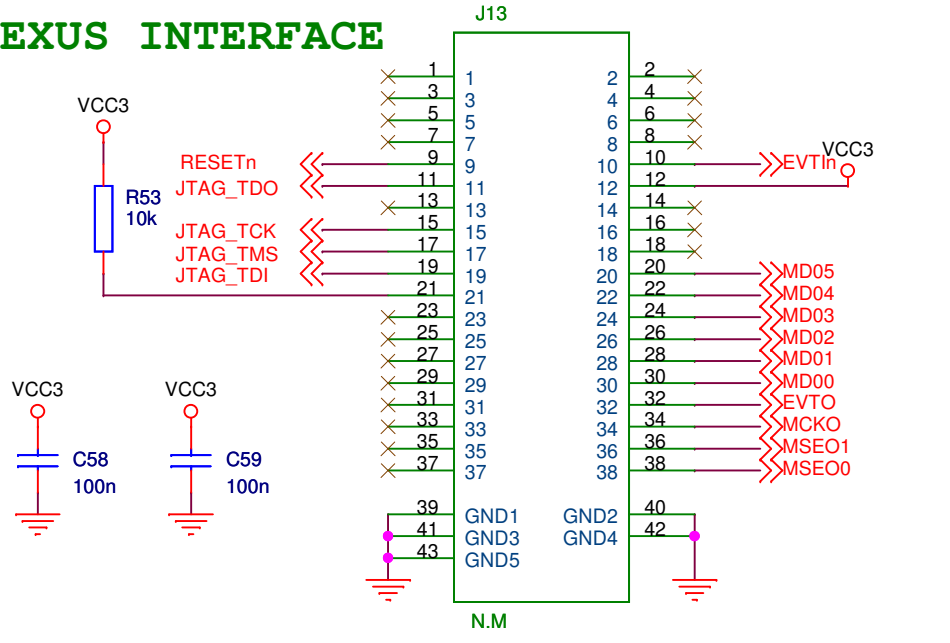 J13
EXUS INTERFACE
1 1 2 2
VCC3 3 3 4 4
5 5 6 6
7 7 8 8 VCC3
RESETn 9 9 10 10 EVTIn
R53 JTAG_TDO 11 11 12 12
10k 13 13 14 14
JTAG_TCK 15 15 16 16
JTAG_TMS 17 17 18 18
JTAG_TDI 19 19 20 20 MD05
21 21 22 22 MD04
23 23 24 24 MD03
25 25 26 26 MD02
27 27 28 28 MD01
VCC3 VCC3 29 29 30 30 MD00
31 31 32 32 EVTO
33 33 34 34 MCKO
35 35 36 36 MSEO1
C58 C59 37 37 38 38 MSEO0
100n 100n
39 GND1 GND2 40
41 GND3 GND4 42
43 GND5
N.M